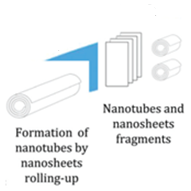 Nanotubes and
nanosheets
fragments
Formation of
nanotubes by
nanosheets
rolling-up